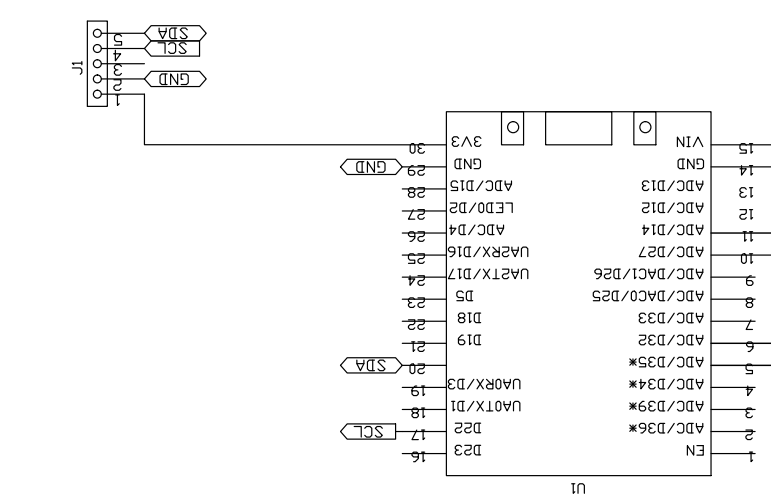 5 SDA
4 SCL
3
2 GND
1
J1
30 3V3 VIN 15
GND 29 GND GND 14
28 ADC/D15 ADC/D13 13
27 LED0/D2 ADC/D12 12
26 ADC/D4 ADC/D14 11
25 UA2RX/D16 ADC/D27 10
24 UA2TX/D17 ADC/DAC1/D26 9
23 D5 ADC/DAC0/D25 8
22 D18 ADC/D33 7
21 D19 ADC/D32 6
SDA 20 ADC/D35* 5
19 UA0RX/D3 ADC/D34* 4
18 UA0TX/D1 ADC/D39* 3
SCL 17 D22 ADC/D36* 2
16 D23 EN 1
U1